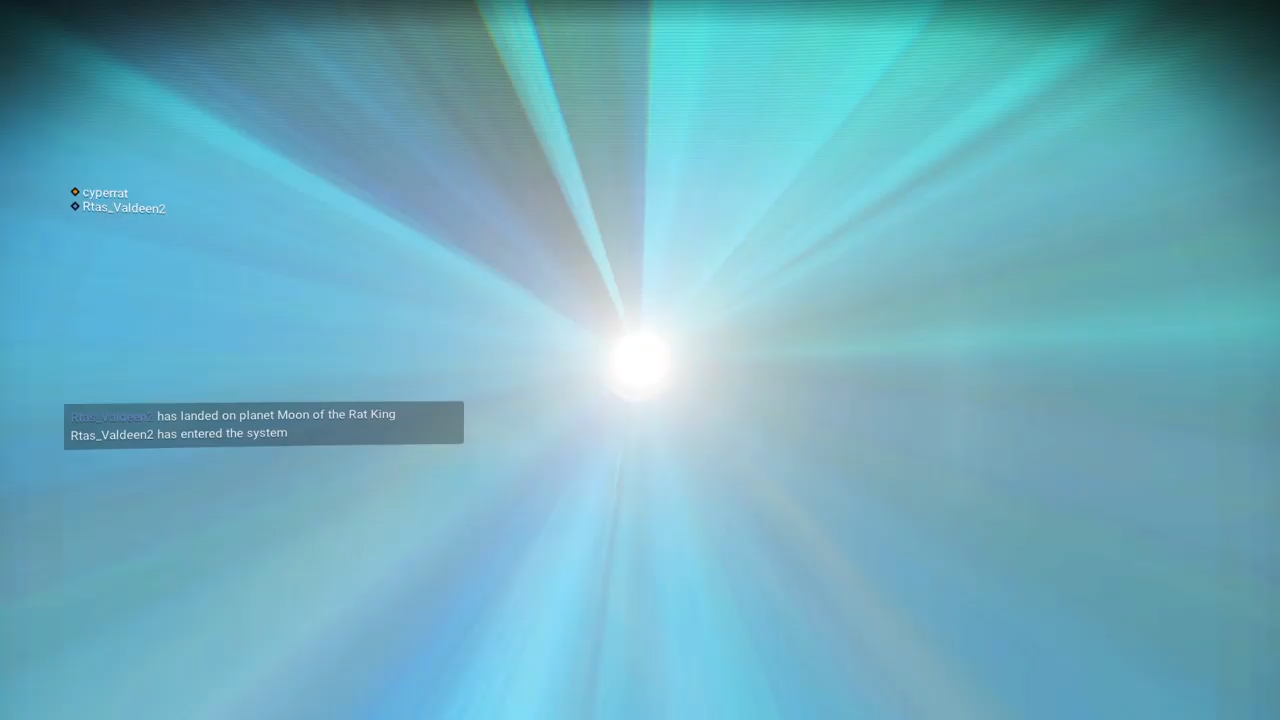 cyperrat
Rtas_Valdeen2
Rtas_Valdeen2 has landed on planet Moon of the Rat King
Rtas_Valdeen2 has entered the system